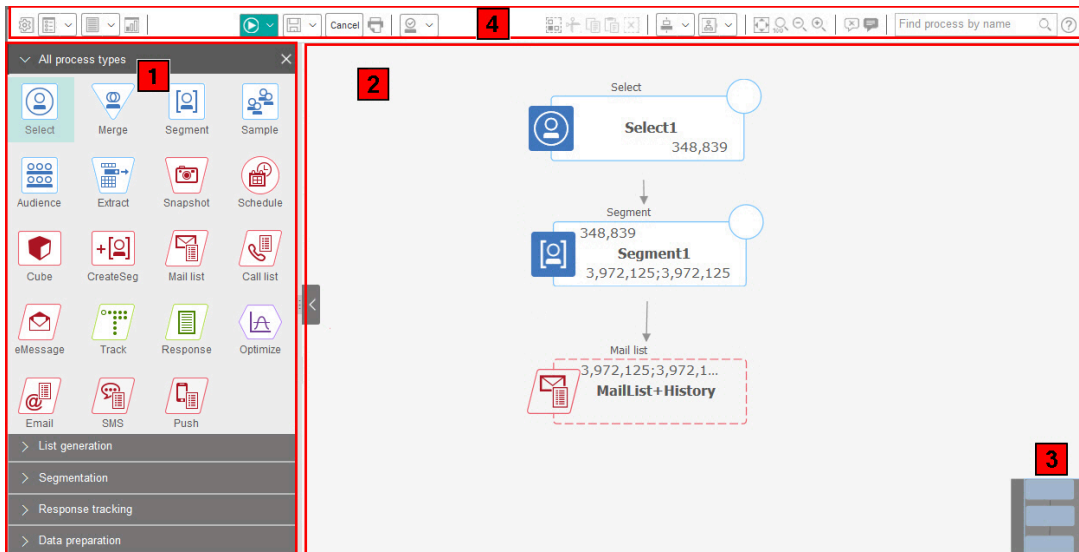 Cancel
4
Find process by name
All process types
1
Select
Merge
Segment
Sample
Audience
Extract
Snapshot
Schedule
Cube
CreateSeg
Mail list
Call list
eMessage
Track
Response
Optimize
Email
SMS
Push
List generation
Segmentation
Response tracking
Data preparation
2
Select
Select1
348,839
Segment
348,839
Segment1
3,972,125;3,972,125
Mail list
3,972,125;3,972,1...
MailList+History
3